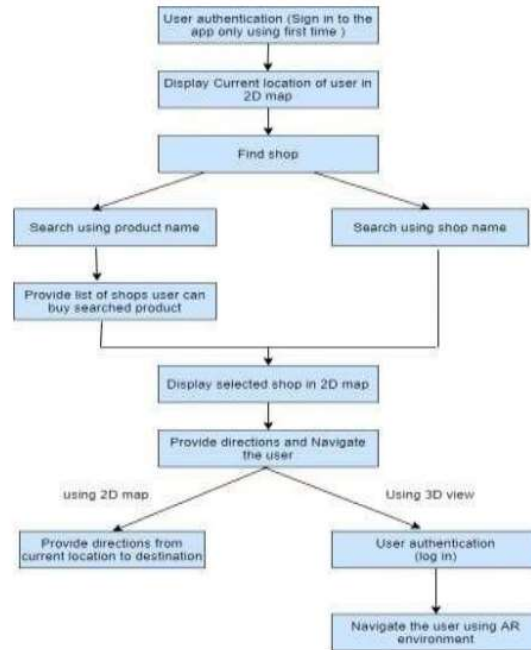 User authentication (Sign in to the
app only using first time )
Display Current location of user in
2D map
Find shop
Search using product name
Search using shop name
Provide list of shops user can
buy searched product
Display selected shop in 2D map
Provide directions and Navigate
the user
using 2D map
Using 3D view
Provide directions from
current location to destination
User authentication
(log in)
Navigate the user using AR
environment